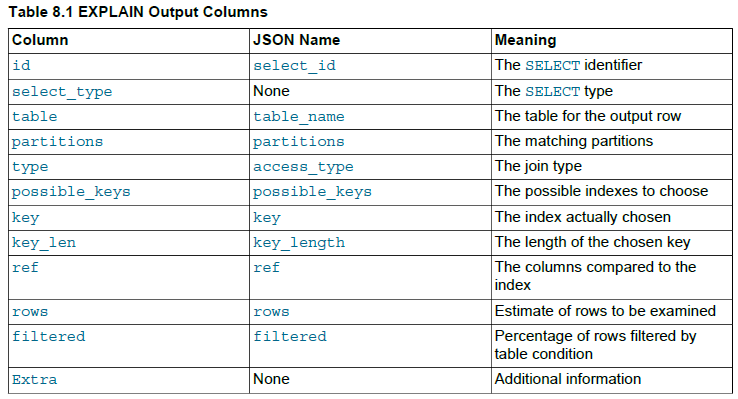 Table 8.1 EXPLAIN Output Columns
Column JSON Name Meaning
id select_id The SELECT identifier
select_type None The SELECT type
table table_name The table for the output row
partitions partitions The matching partitions
type access_type The join type
possible_keys possible_keys The possible indexes to choose
key key The index actually chosen
key_len key_length The length of the chosen key
ref ref The columns compared to the
index
rows rows Estimate of rows to be examined
filtered filtered Percentage of rows filtered by
table condition
Extra None Additional information